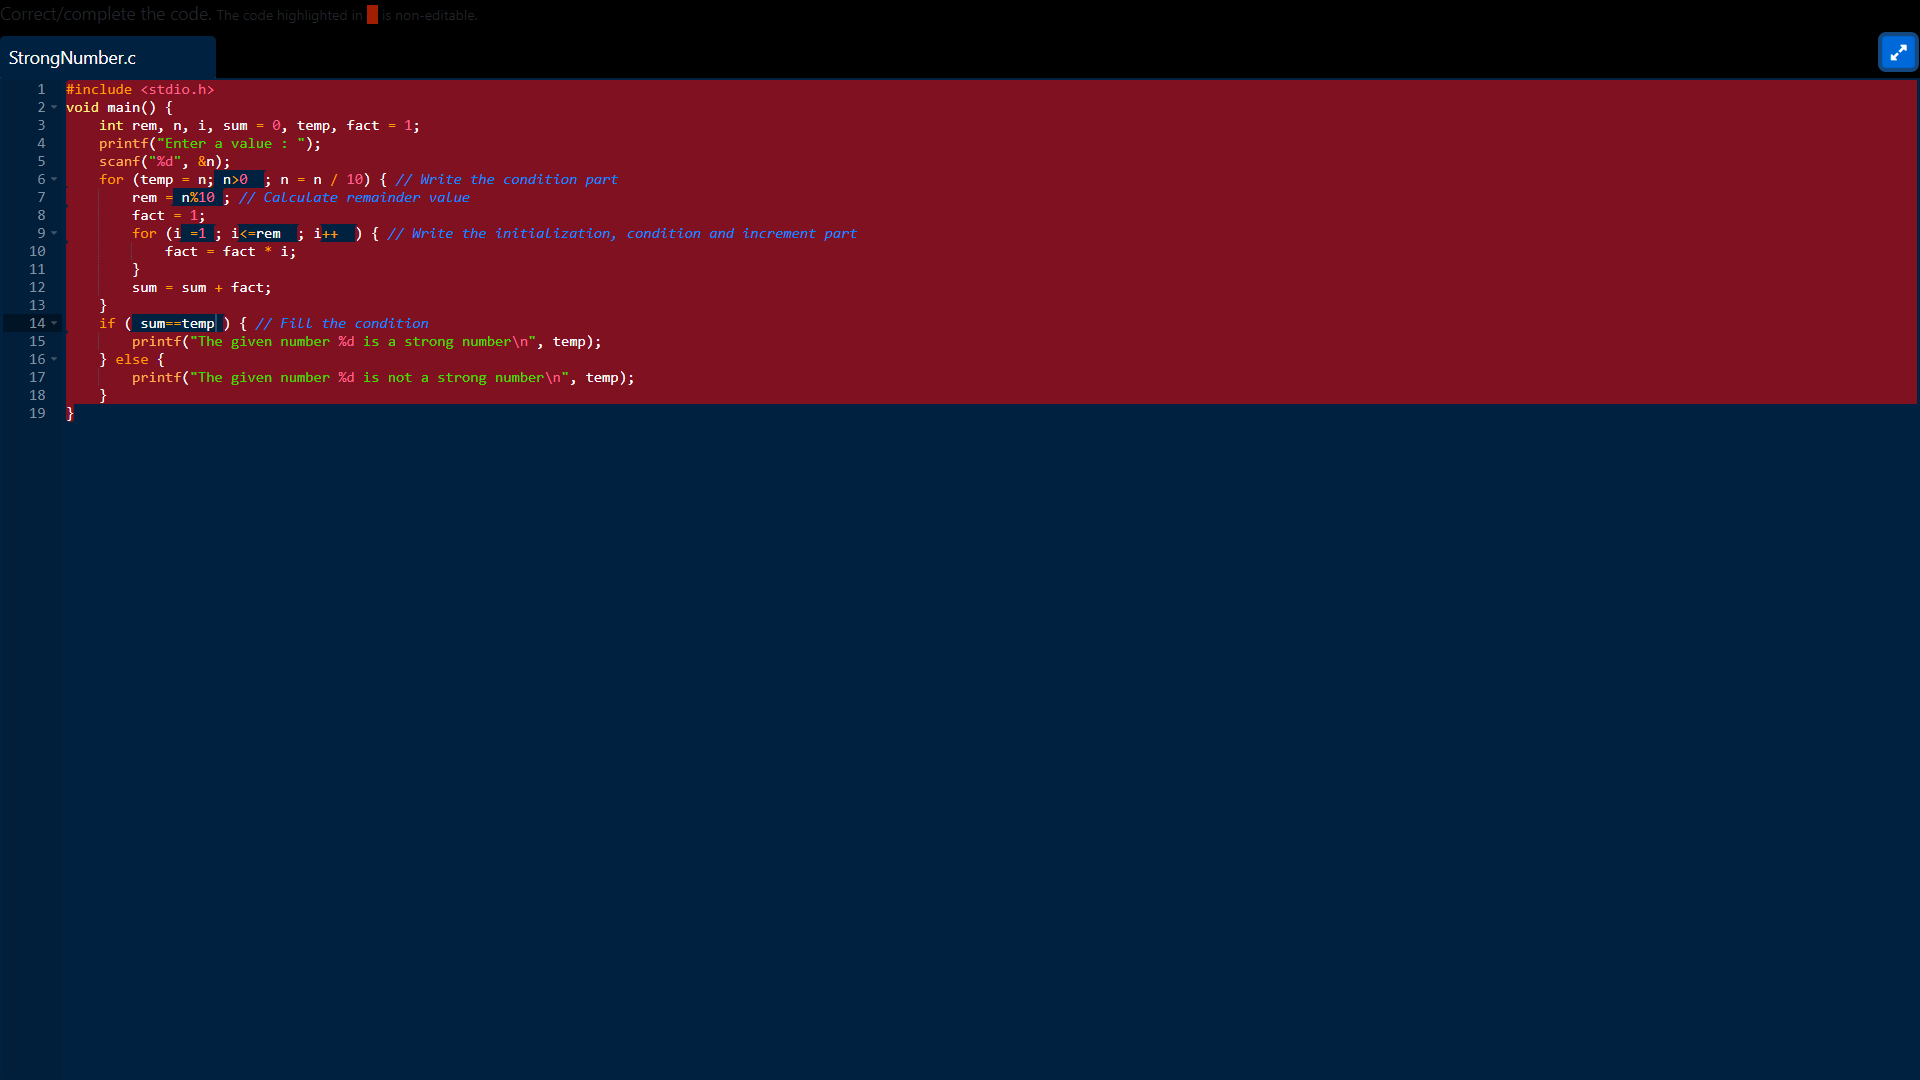 Correct/complete the code. The code highlighted in is non-editable.
StrongNumber.c
1 #include <stdio.h>
2 void main() {
3 int rem, n, i, sum = 0, temp, fact = 1;
4 printf("Enter a value : ");
5 scanf("%d", &n);
6 for (temp = n; n>0 ; n = n / 10) { // Write the condition part
7 rem = n%10 ; // Calculate remainder value
8 fact = 1;
9 for (i =1 ; i<=rem ; i++ ) { // Write the initialization, condition and increment part
10 fact = fact * i;
11 }
12 sum = sum + fact;
13 }
14 if ( sum==temp ) { // Fill the condition
15 printf("The given number %d is a strong number\n", temp);
16 } else {
17 printf("The given number %d is not a strong number\n", temp);
18 }
19 }